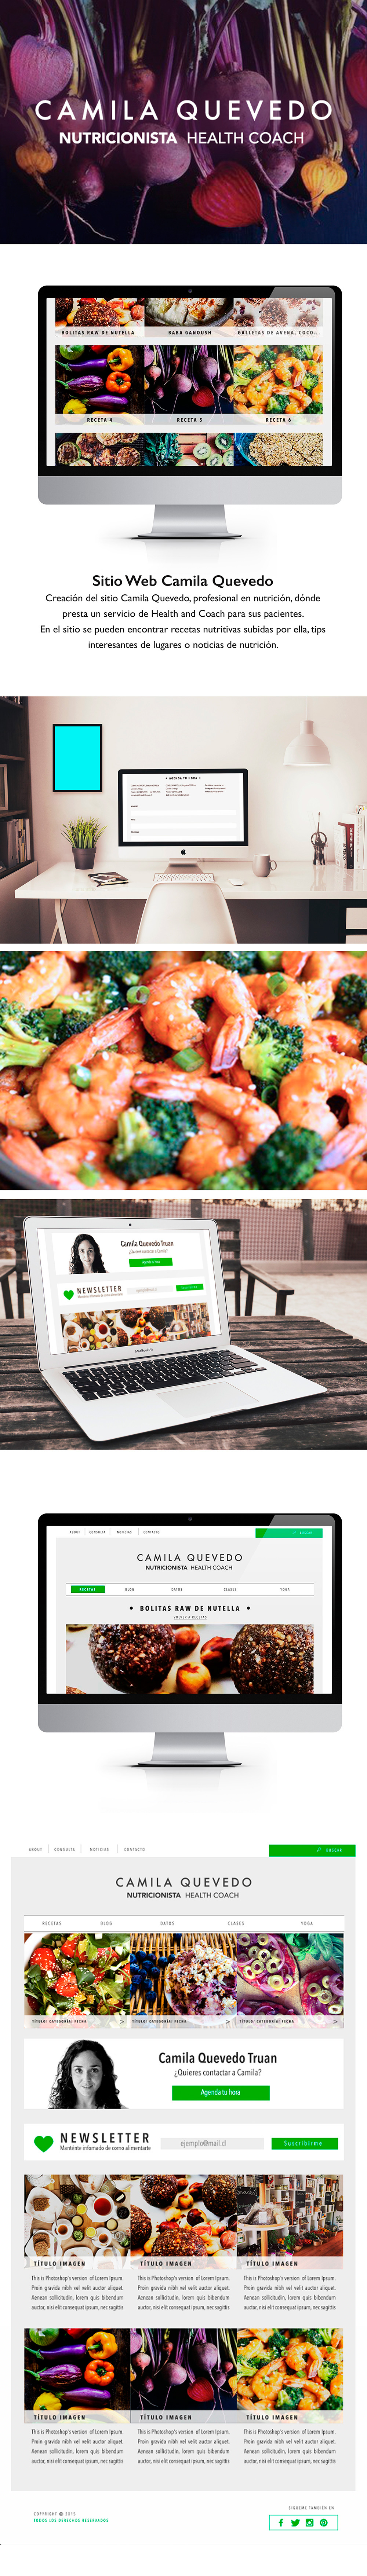 CAMILA QUEVEDO
NUTRICIONISTA HEALTH COACH
BOLITAS RAW DE NUTELLA
BABA GANOUSH
GALLETAS DE AVENA, COCO...
RECETA 4
RECETA 5
RECETA 6
Sitio Web Camila Quevedo
Creación del sitio Camila Quevedo, profesional en nutrición, dónde
presta un servicio de Health and Coach para sus pacientes.
En el sitio se pueden encontrar recetas nutritivas subidas por ella, tips
interesantes de lugares o noticias de nutrición.
• AGENDA TU HORA •
Camila Quevedo Truan
¿Quieres contactar a Camila?
Agenda tu hora
NEWSLETTER
MacBook Air
ABOUT CONSULTA NOTICIAS CONTACTO
BUSCAR
CAMILA QUEVEDO
NUTRICIONISTA HEALTH COACH
RECETAS BLOG DATOS CLASES YOGA
• BOLITAS RAW DE NUTELLA •
VOLVER A RECETAS
ABOUT CONSULTA NOTICIAS CONTACTO
BUSCAR
CAMILA QUEVEDO
NUTRICIONISTA HEALTH COACH
RECETAS BLOG DATOS CLASES YOGA
TÍTULO/ CATEGORÍA/ FECHA >
TÍTULO/ CATEGORÍA/ FECHA >
TÍTULO/ CATEGORÍA/ FECHA >
Camila Quevedo Truan
¿Quieres contactar a Camila?
Agenda tu hora
NEWSLETTER
Manténte infomado de como alimentarte
ejemplo@mail.cl
Suscribirme
TÍTULO IMAGEN
This is Photoshop's version of Lorem Ipsum.
Proin gravida nibh vel velit auctor aliquet.
Aenean sollicitudin, lorem quis bibendum
auctor, nisi elit consequat ipsum, nec sagittis
TÍTULO IMAGEN
This is Photoshop's version of Lorem Ipsum.
Proin gravida nibh vel velit auctor aliquet.
Aenean sollicitudin, lorem quis bibendum
auctor, nisi elit consequat ipsum, nec sagittis
TÍTULO IMAGEN
This is Photoshop's version of Lorem Ipsum.
Proin gravida nibh vel velit auctor aliquet.
Aenean sollicitudin, lorem quis bibendum
auctor, nisi elit consequat ipsum, nec sagittis
TÍTULO IMAGEN
This is Photoshop's version of Lorem Ipsum.
Proin gravida nibh vel velit auctor aliquet.
Aenean sollicitudin, lorem quis bibendum
auctor, nisi elit consequat ipsum, nec sagittis
TÍTULO IMAGEN
This is Photoshop's version of Lorem Ipsum.
Proin gravida nibh vel velit auctor aliquet.
Aenean sollicitudin, lorem quis bibendum
auctor, nisi elit consequat ipsum, nec sagittis
TÍTULO IMAGEN
This is Photoshop's version of Lorem Ipsum.
Proin gravida nibh vel velit auctor aliquet.
Aenean sollicitudin, lorem quis bibendum
auctor, nisi elit consequat ipsum, nec sagittis
COPYRIGHT @ 2015
TODOS LOS DERECHOS RESERVADOS
SIGUEME TAMBIÉN EN